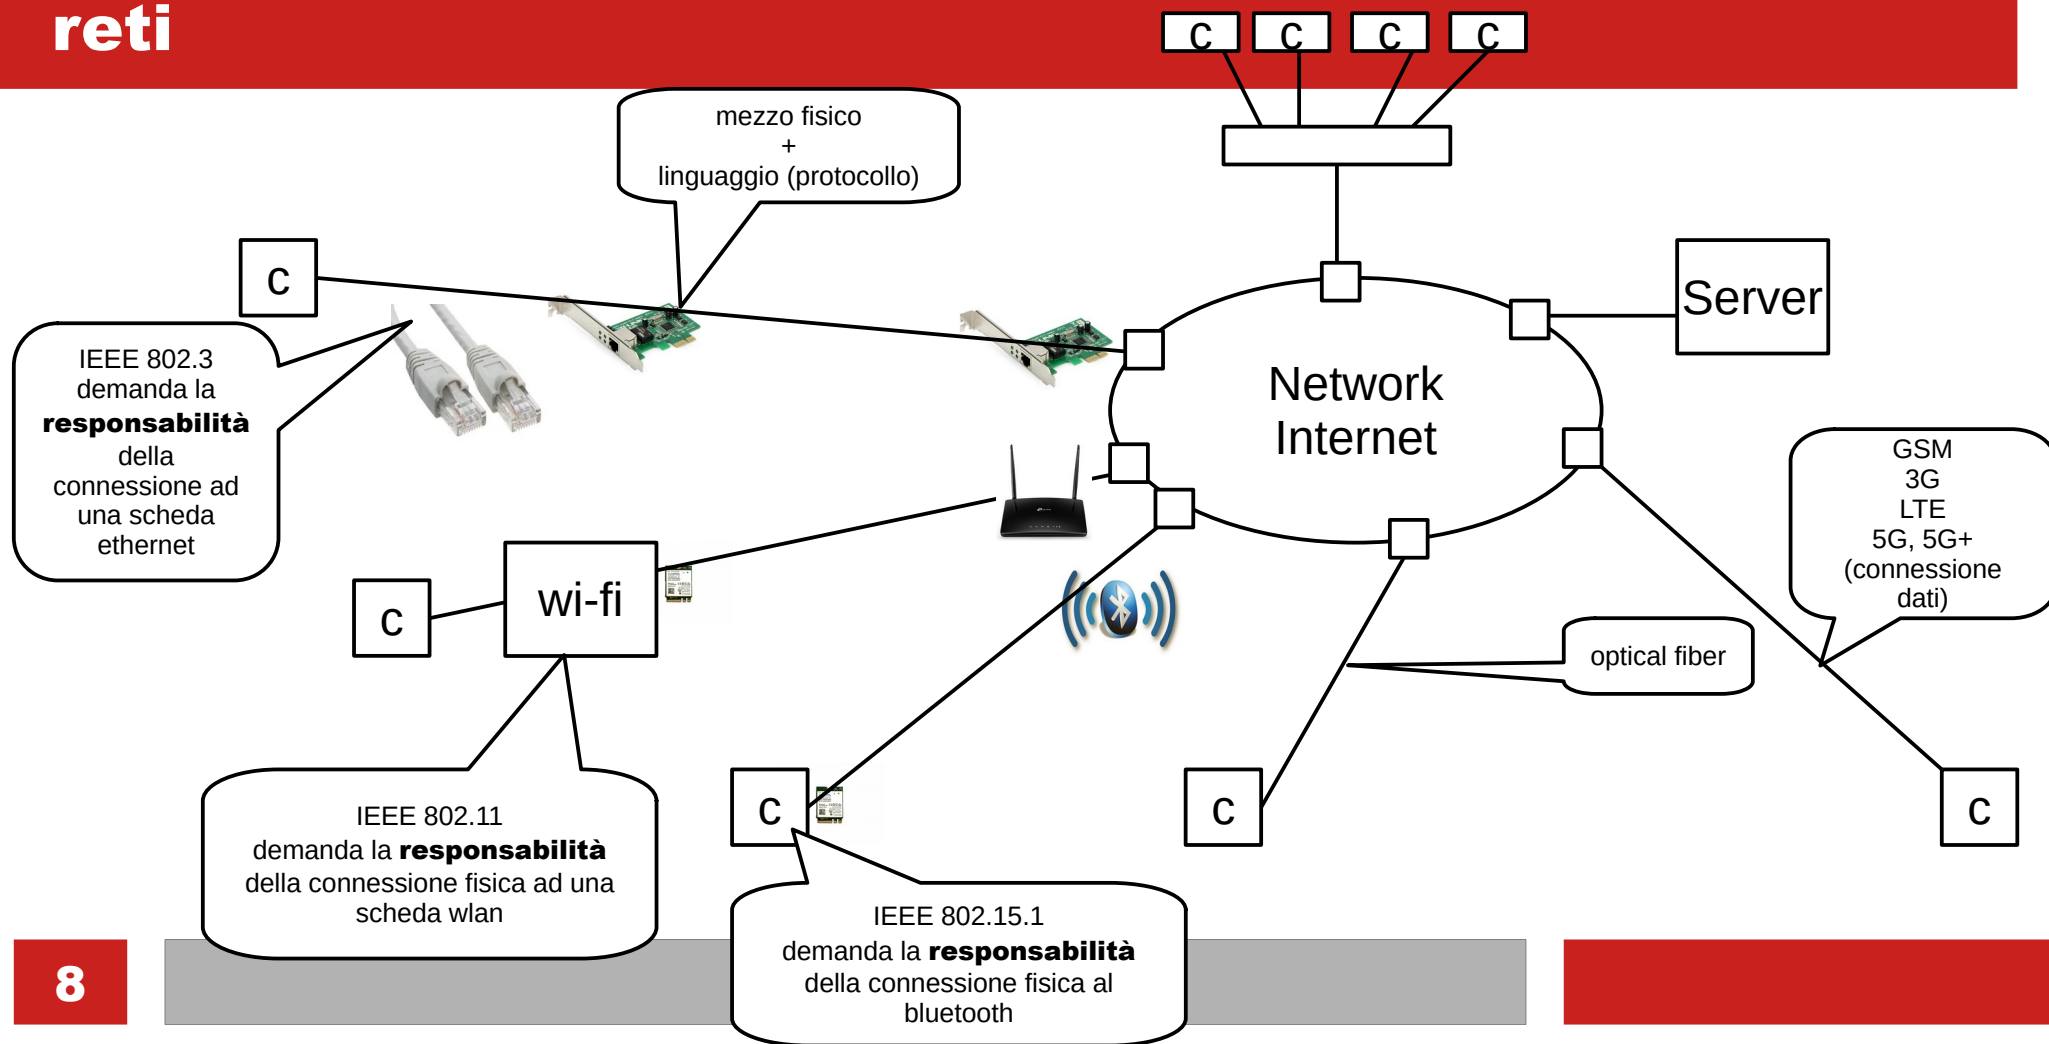 reti
c
c
c
c
mezzo fisico
+
linguaggio (protocollo)
c
Server
IEEE 802.3
demanda la
responsabilità
della
connessione ad
una scheda
ethernet
Network
Internet
GSM
3G
LTE
5G, 5G+
(connessione
dati)
wi-fi
c
optical fiber
IEEE 802.11
demanda la responsabilità
della connessione fisica ad una
scheda wlan
c
c
c
IEEE 802.15.1
demanda la responsabilità
della connessione fisica al
bluetooth
8